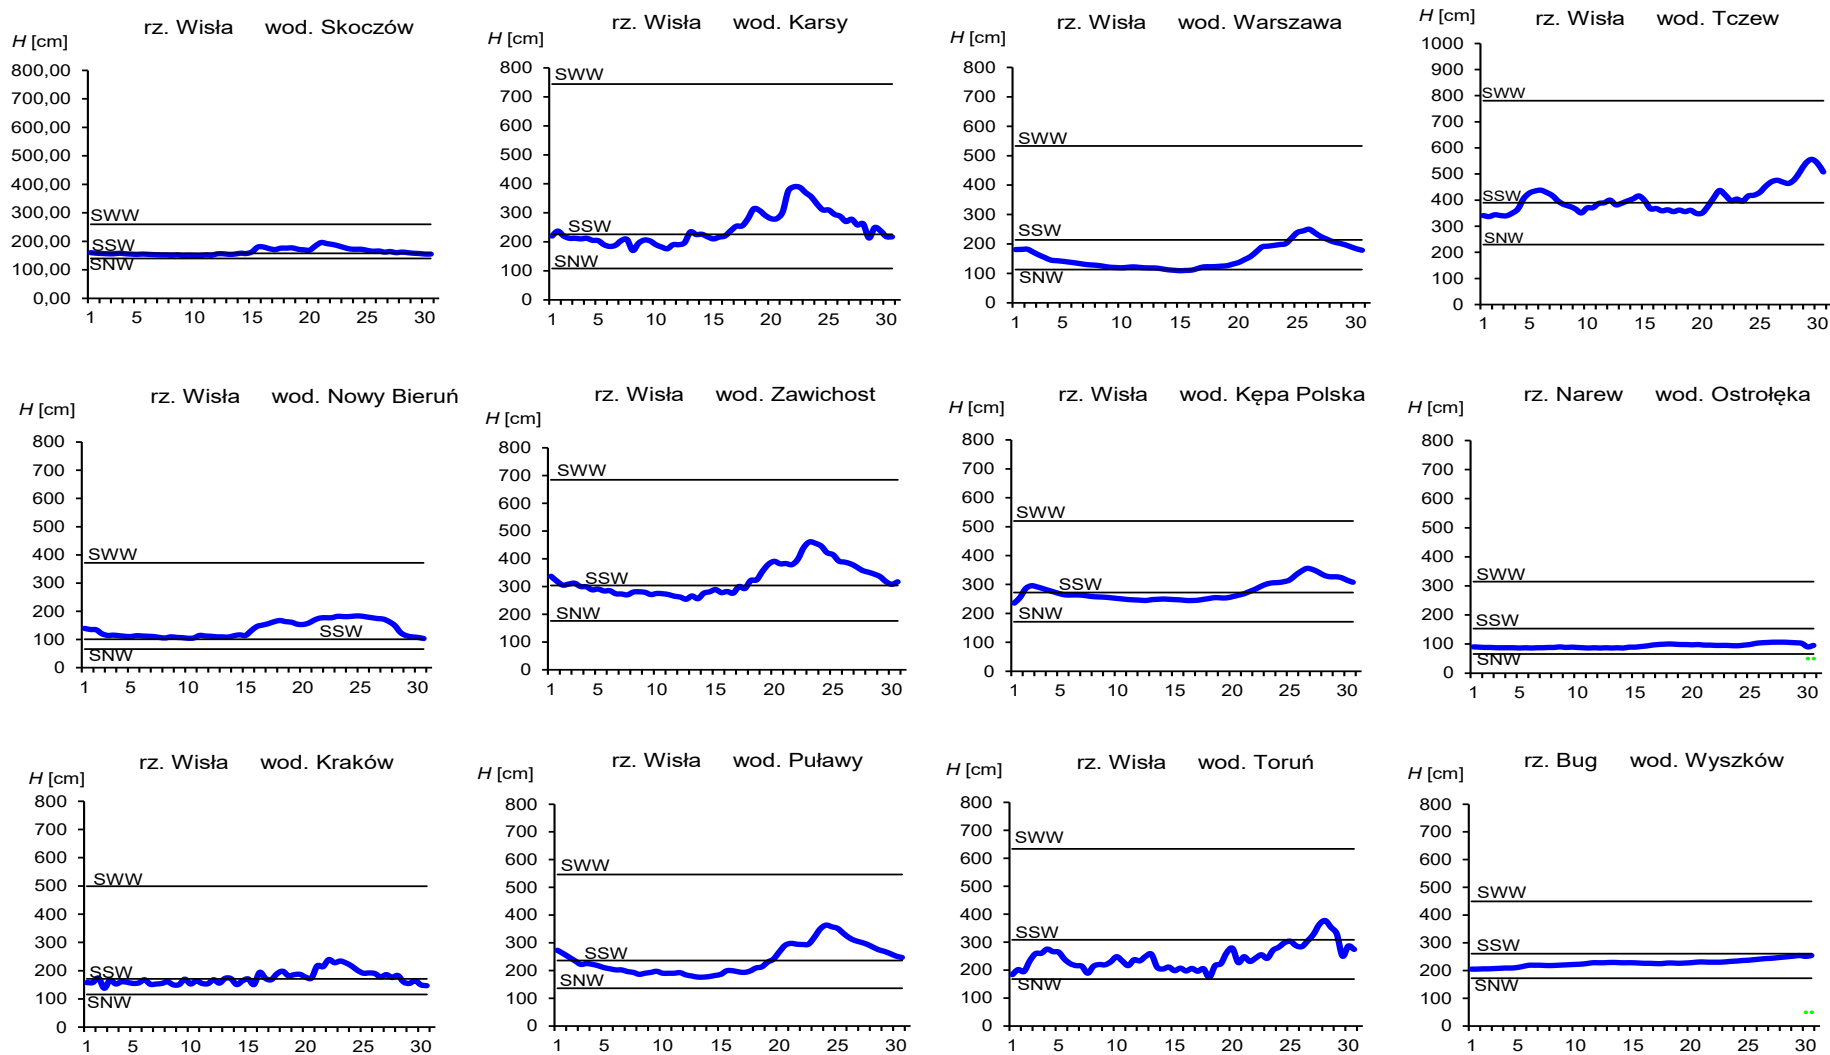 rz. Wisła wod. Skoczów
H [cm]
800,00
700,00
600,00
500,00
400,00
300,00
200,00
100,00
0,00
SWW
SSW
SNW
1 5 10 15 20 25 30
rz. Wisła wod. Karsy
H [cm]
800
700
600
500
400
300
200
100
0
SWW
SSW
SNW
1 5 10 15 20 25 30
rz. Wisła wod. Warszawa
H [cm]
800
700
600
500
400
300
200
100
0
SWW
SSW
SNW
1 5 10 15 20 25 30
rz. Wisła wod. Tczew
H [cm]
1000
900
800
700
600
500
400
300
200
100
0
SWW
SSW
SNW
1 5 10 15 20 25 30
rz. Wisła wod. Nowy Bieruń
H [cm]
800
700
600
500
400
300
200
100
0
SWW
SSW
SNW
1 5 10 15 20 25 30
rz. Wisła wod. Zawichost
H [cm]
800
700
600
500
400
300
200
100
0
SWW
SSW
SNW
1 5 10 15 20 25 30
rz. Wisła wod. Kępa Polska
H [cm]
800
700
600
500
400
300
200
100
0
SWW
SSW
SNW
1 5 10 15 20 25 30
rz. Narew wod. Ostrołęka
H [cm]
800
700
600
500
400
300
200
100
0
SWW
SSW
SNW
1 5 10 15 20 25 30
rz. Wisła wod. Kraków
H [cm]
800
700
600
500
400
300
200
100
0
SWW
SSW
SNW
1 5 10 15 20 25 30
rz. Wisła wod. Puławy
H [cm]
800
700
600
500
400
300
200
100
0
SWW
SSW
SNW
1 5 10 15 20 25 30
rz. Wisła wod. Toruń
H [cm]
800
700
600
500
400
300
200
100
0
SWW
SSW
SNW
1 5 10 15 20 25 30
rz. Bug wod. Wyszków
H [cm]
800
700
600
500
400
300
200
100
0
SWW
SSW
SNW
1 5 10 15 20 25 30